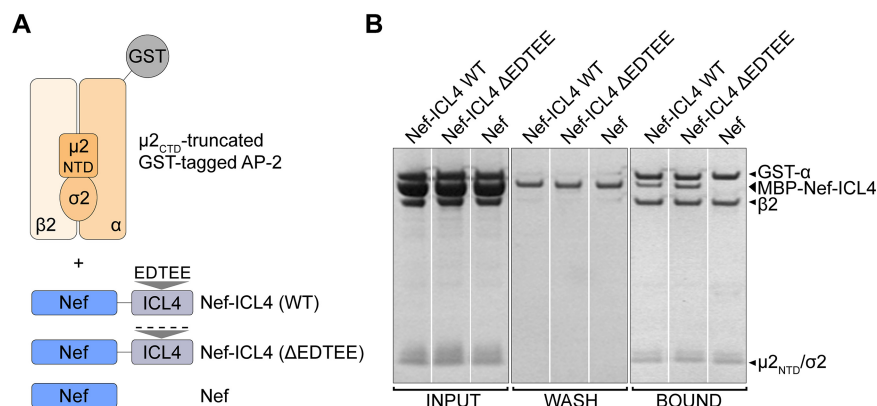 A
GST
μ2
NTD
σ2
β2
α
μ2CTD-truncated
GST-tagged AP-2
+
EDTEE
Nef
ICL4
Nef-ICL4 (WT)
Nef
ICL4
Nef-ICL4 (ΔEDTEE)
Nef
Nef
B
Nef-ICL4 WT
Nef-ICL4 ΔEDTEE
Nef
Nef-ICL4 WT
Nef-ICL4 ΔEDTEE
Nef
Nef-ICL4 WT
Nef-ICL4 ΔEDTEE
Nef
GST-α
MBP-Nef-ICL4
β2
μ2NTD/σ2
INPUT
WASH
BOUND